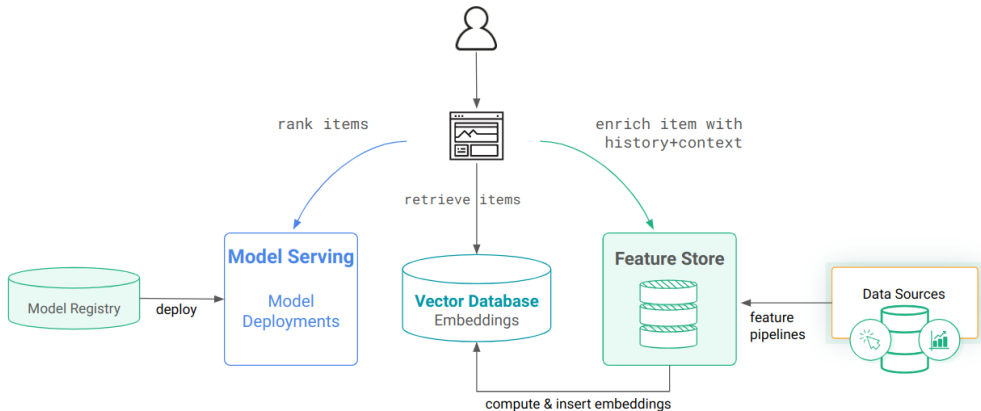 rank items
enrich item with
history+context
retrieve items
Model Serving
Model
Deployments
Feature Store
Vector Database
Embeddings
Model Registry
deploy
Data Sources
feature
pipelines
compute & insert embeddings